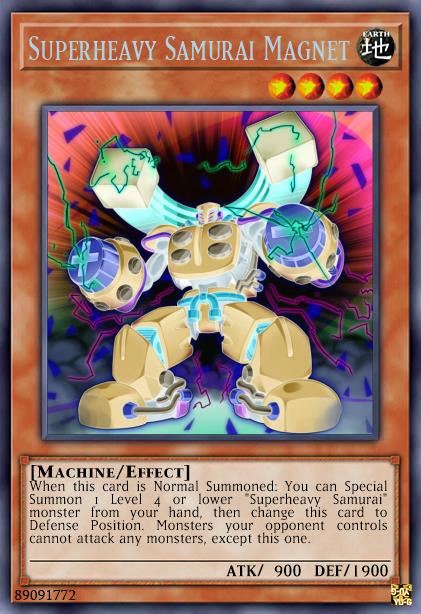 SUPERHEAVY SAMURAI MAGNET
EARTH
地
[MACHINE/EFFECT]
When this card is Normal Summoned: You can Special
Summon 1 Level 4 or lower "Superheavy Samurai"
monster from your hand, then change this card to
Defense Position. Monsters your opponent controls
cannot attack any monsters, except this one.
ATK/ 900 DEF/1900
89091772